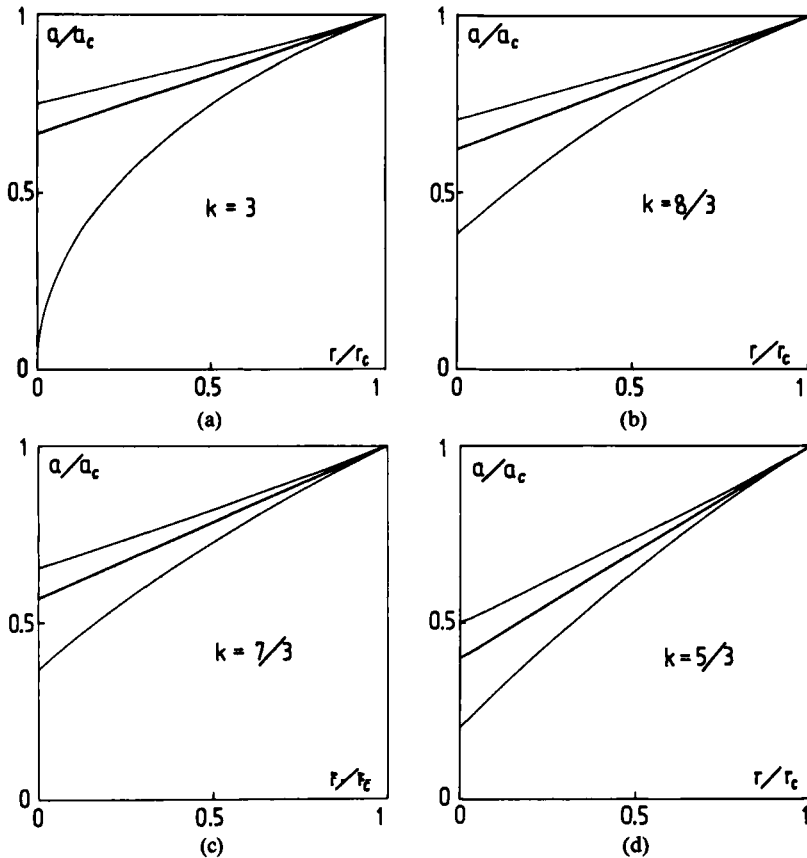 1
a/a_c
0.5
k = 3
r/r_c
0
0
0.5
1
(a)
1
a/a_c
0.5
k = 8/3
r/r_c
0
0
0.5
1
(b)
1
a/a_c
0.5
k = 7/3
r/r_c
0
0
0.5
1
(c)
1
a/a_c
0.5
k = 5/3
r/r_c
0
0
0.5
1
(d)